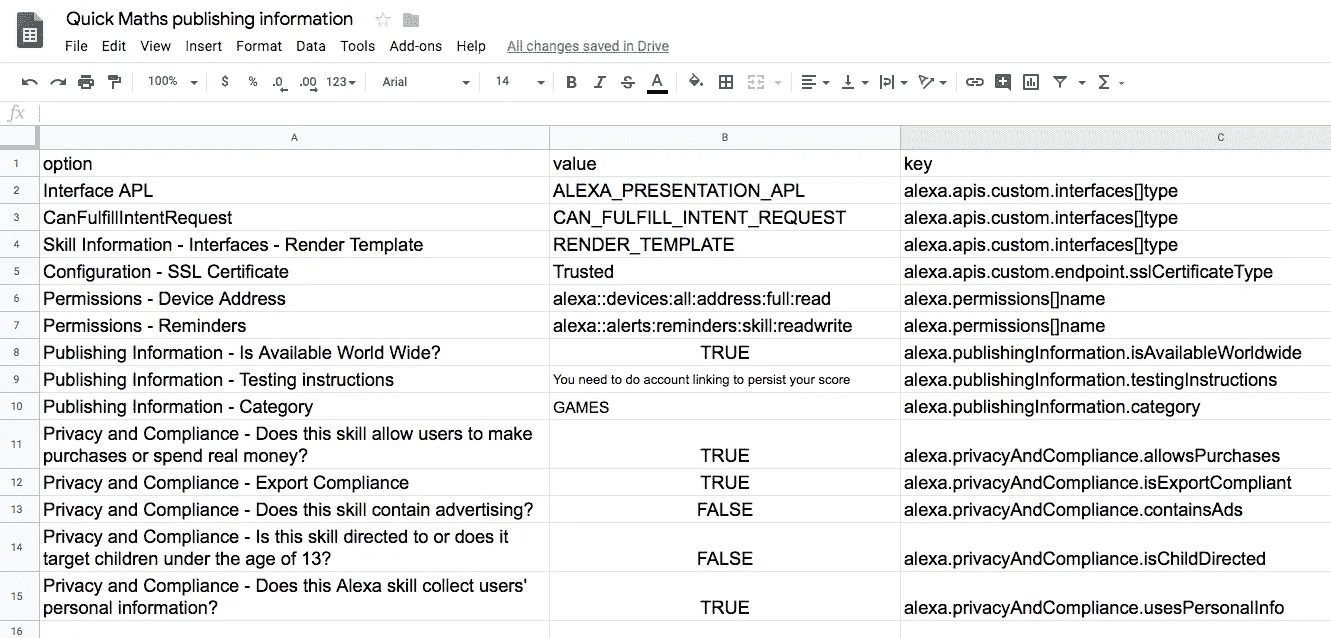 Quick Maths publishing information
File Edit View Insert Format Data Tools Add-ons Help All changes saved in Drive
100% $ % .0 .00 123 Arial 14 B I S A Σ
fx
A B C
1 option value key
2 Interface APL ALEXA_PRESENTATION_APL alexa.apis.custom.interfaces[]type
3 CanFulfillIntentRequest CAN_FULFILL_INTENT_REQUEST alexa.apis.custom.interfaces[]type
4 Skill Information - Interfaces - Render Template RENDER_TEMPLATE alexa.apis.custom.interfaces[]type
5 Configuration - SSL Certificate Trusted alexa.apis.custom.endpoint.sslCertificateType
6 Permissions - Device Address alexa::devices:all:address:full:read alexa.permissions[]name
7 Permissions - Reminders alexa::alerts:reminders:skill:readwrite alexa.permissions[]name
8 Publishing Information - Is Available World Wide? TRUE alexa.publishingInformation.isAvailableWorldwide
9 Publishing Information - Testing instructions You need to do account linking to persist your score alexa.publishingInformation.testingInstructions
10 Publishing Information - Category GAMES alexa.publishingInformation.category
11 Privacy and Compliance - Does this skill allow users to make
purchases or spend real money? TRUE alexa.privacyAndCompliance.allowsPurchases
12 Privacy and Compliance - Export Compliance TRUE alexa.privacyAndCompliance.isExportCompliant
13 Privacy and Compliance - Does this skill contain advertising? FALSE alexa.privacyAndCompliance.containsAds
14 Privacy and Compliance - Is this skill directed to or does it
target children under the age of 13? FALSE alexa.privacyAndCompliance.isChildDirected
15 Privacy and Compliance - Does this Alexa skill collect users'
personal information? TRUE alexa.privacyAndCompliance.usesPersonalInfo
16